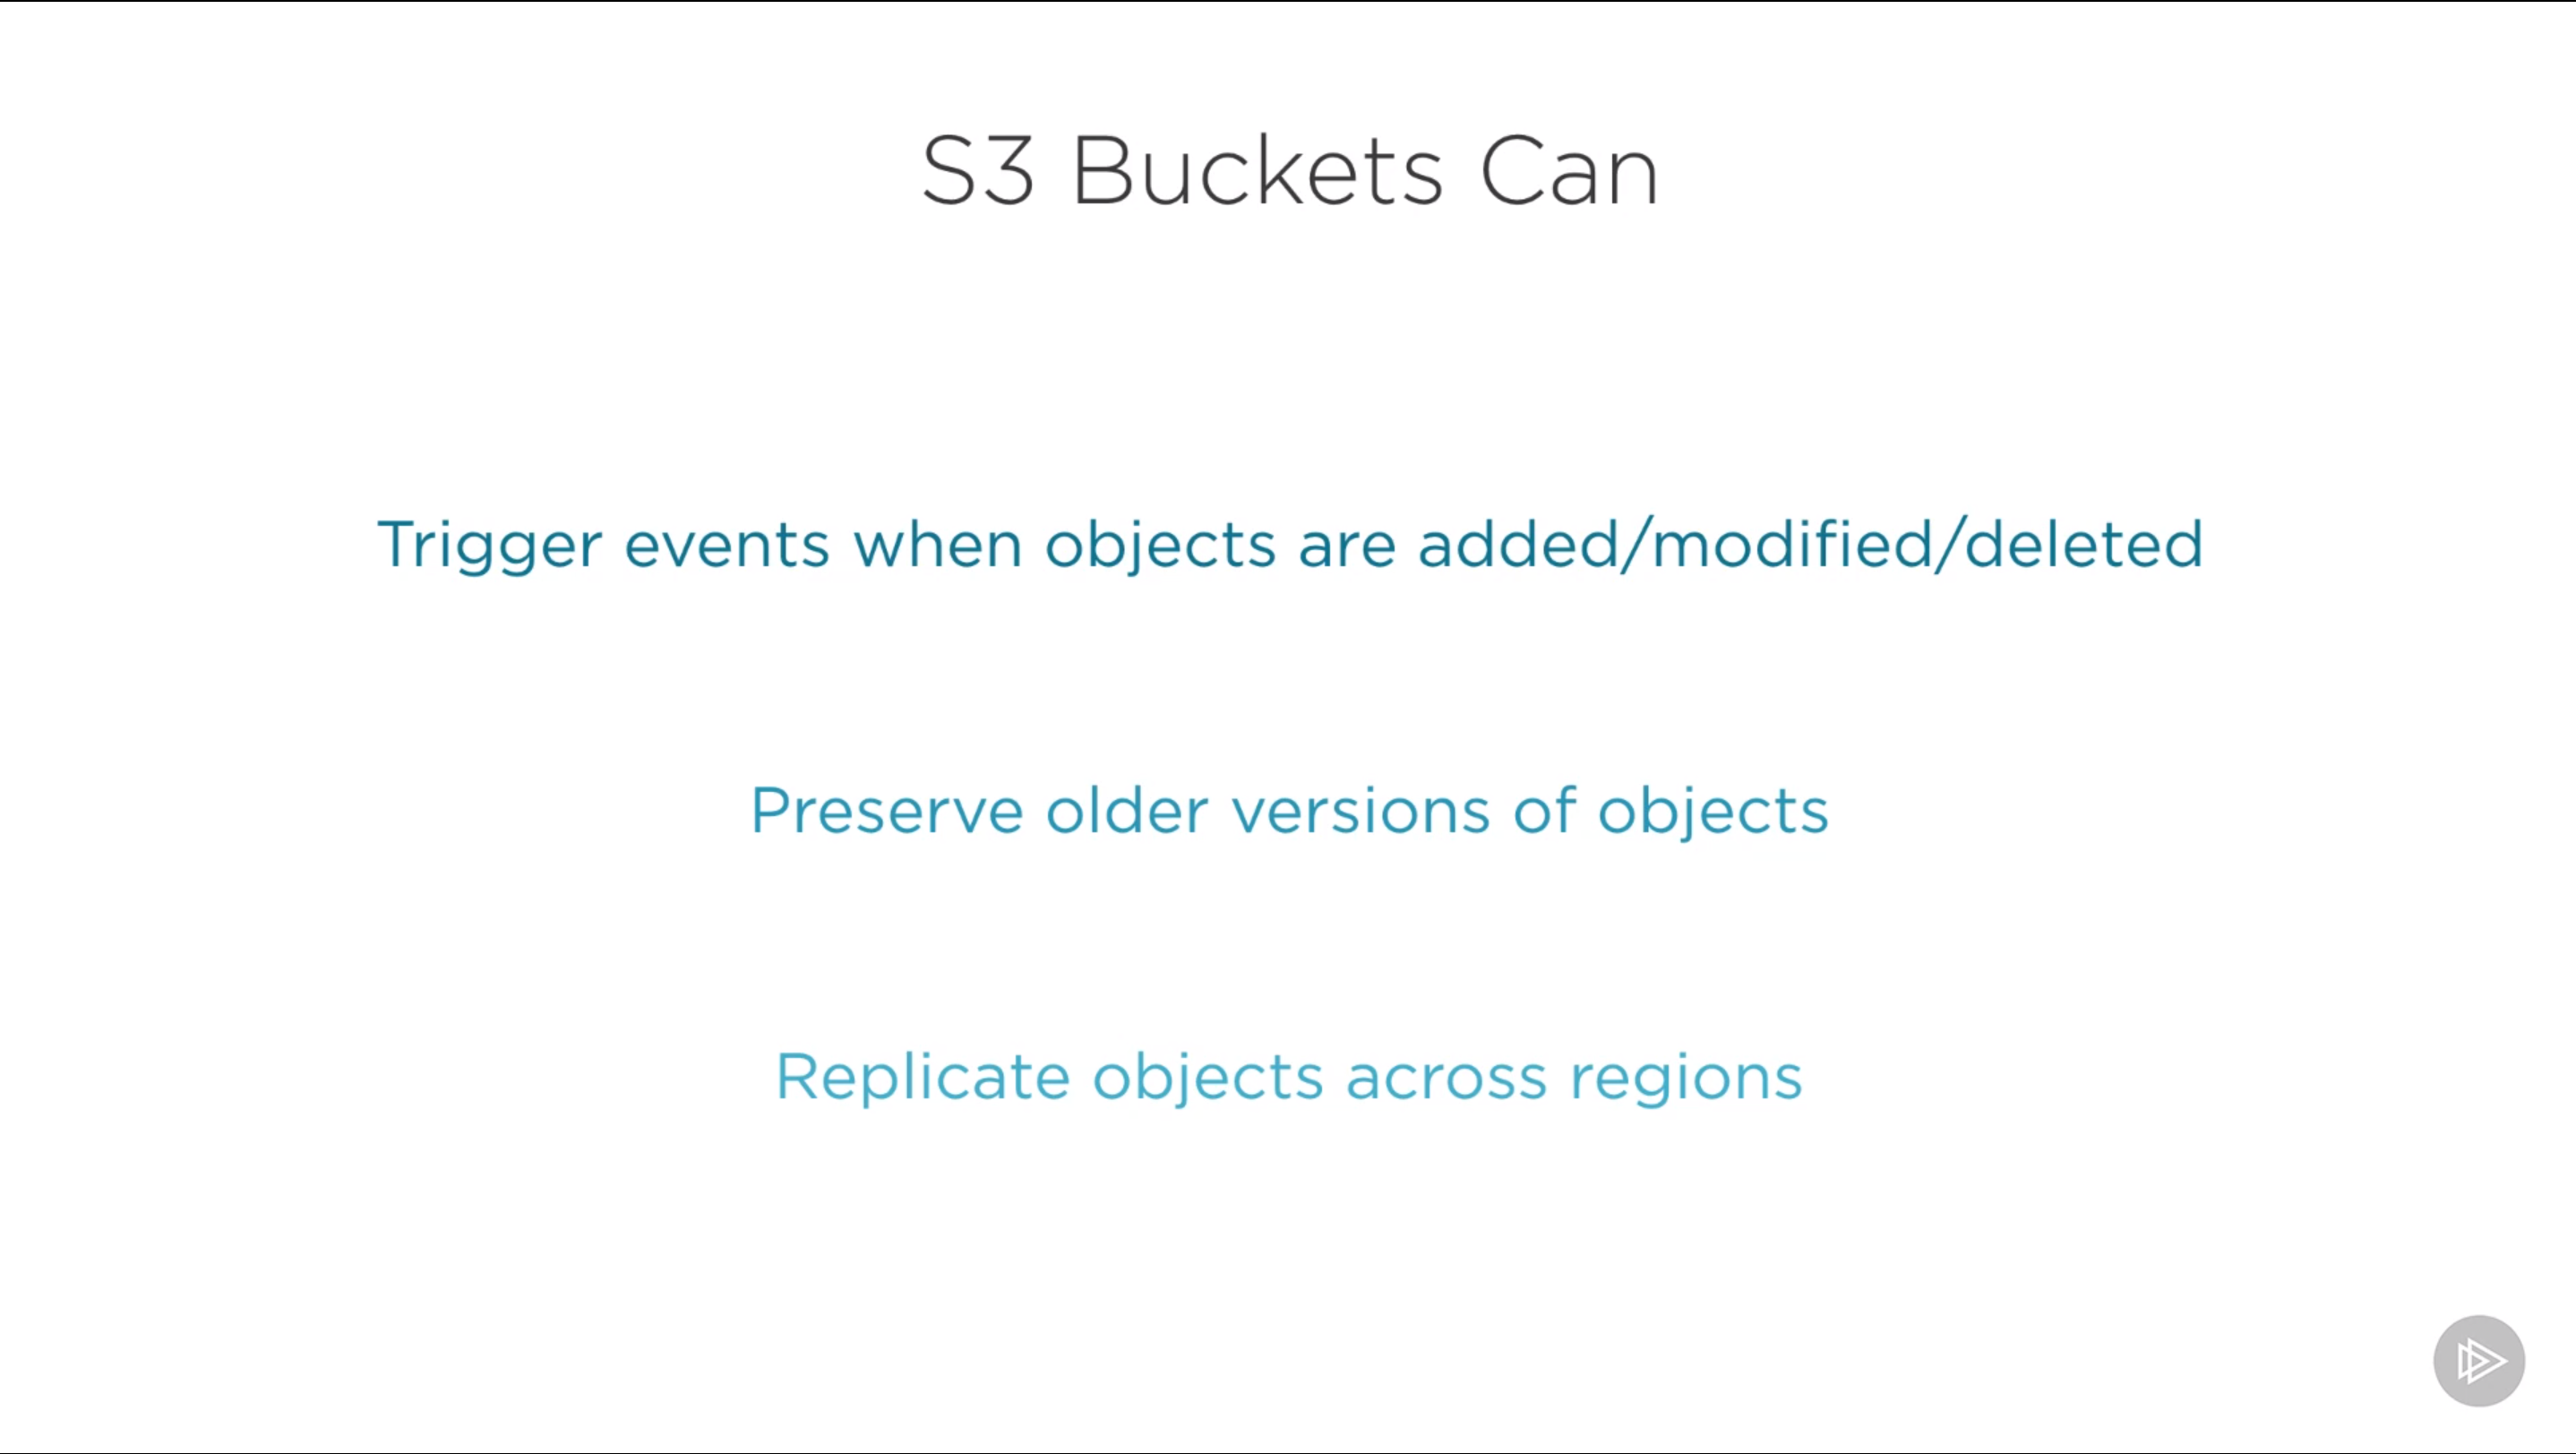 S3 Buckets Can
Trigger events when objects are added/modified/deleted
Preserve older versions of objects
Replicate objects across regions